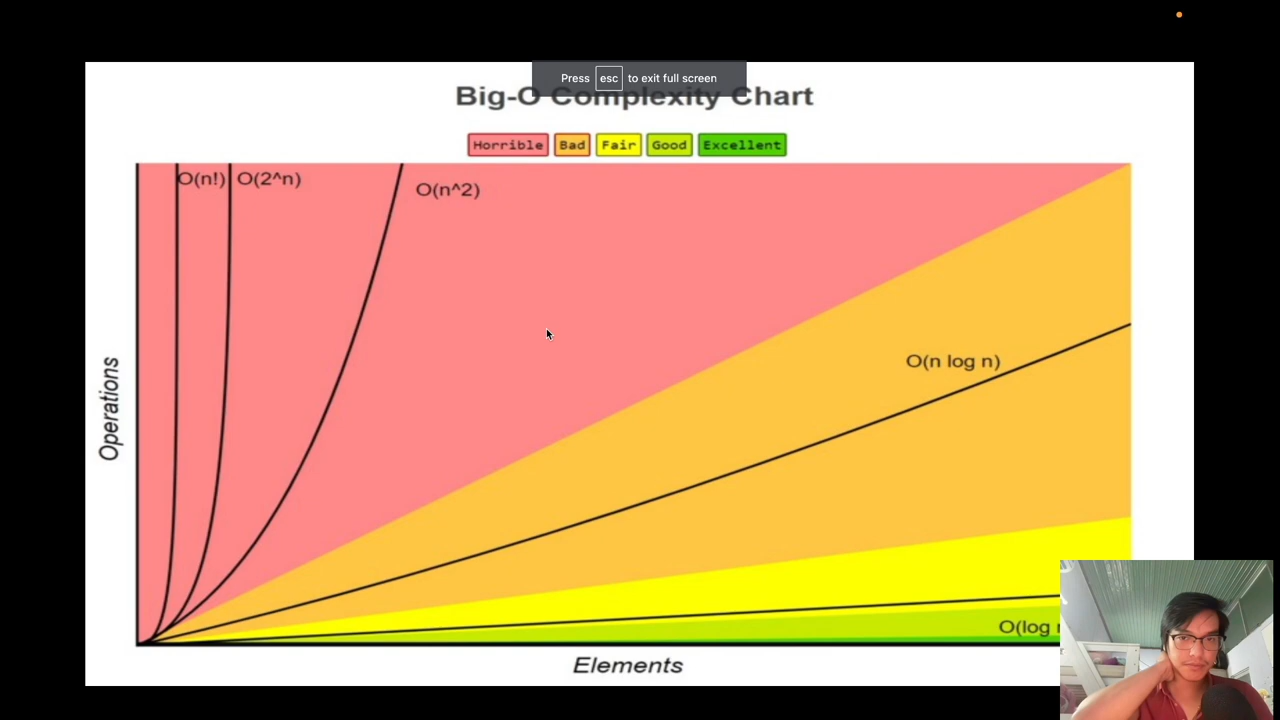 Press esc to exit full screen
Big-O Complexity Chart
Horrible Bad Fair Good Excellent
O(n!) O(2^n) O(n^2)
O(n log n)
O(log
Operations
Elements